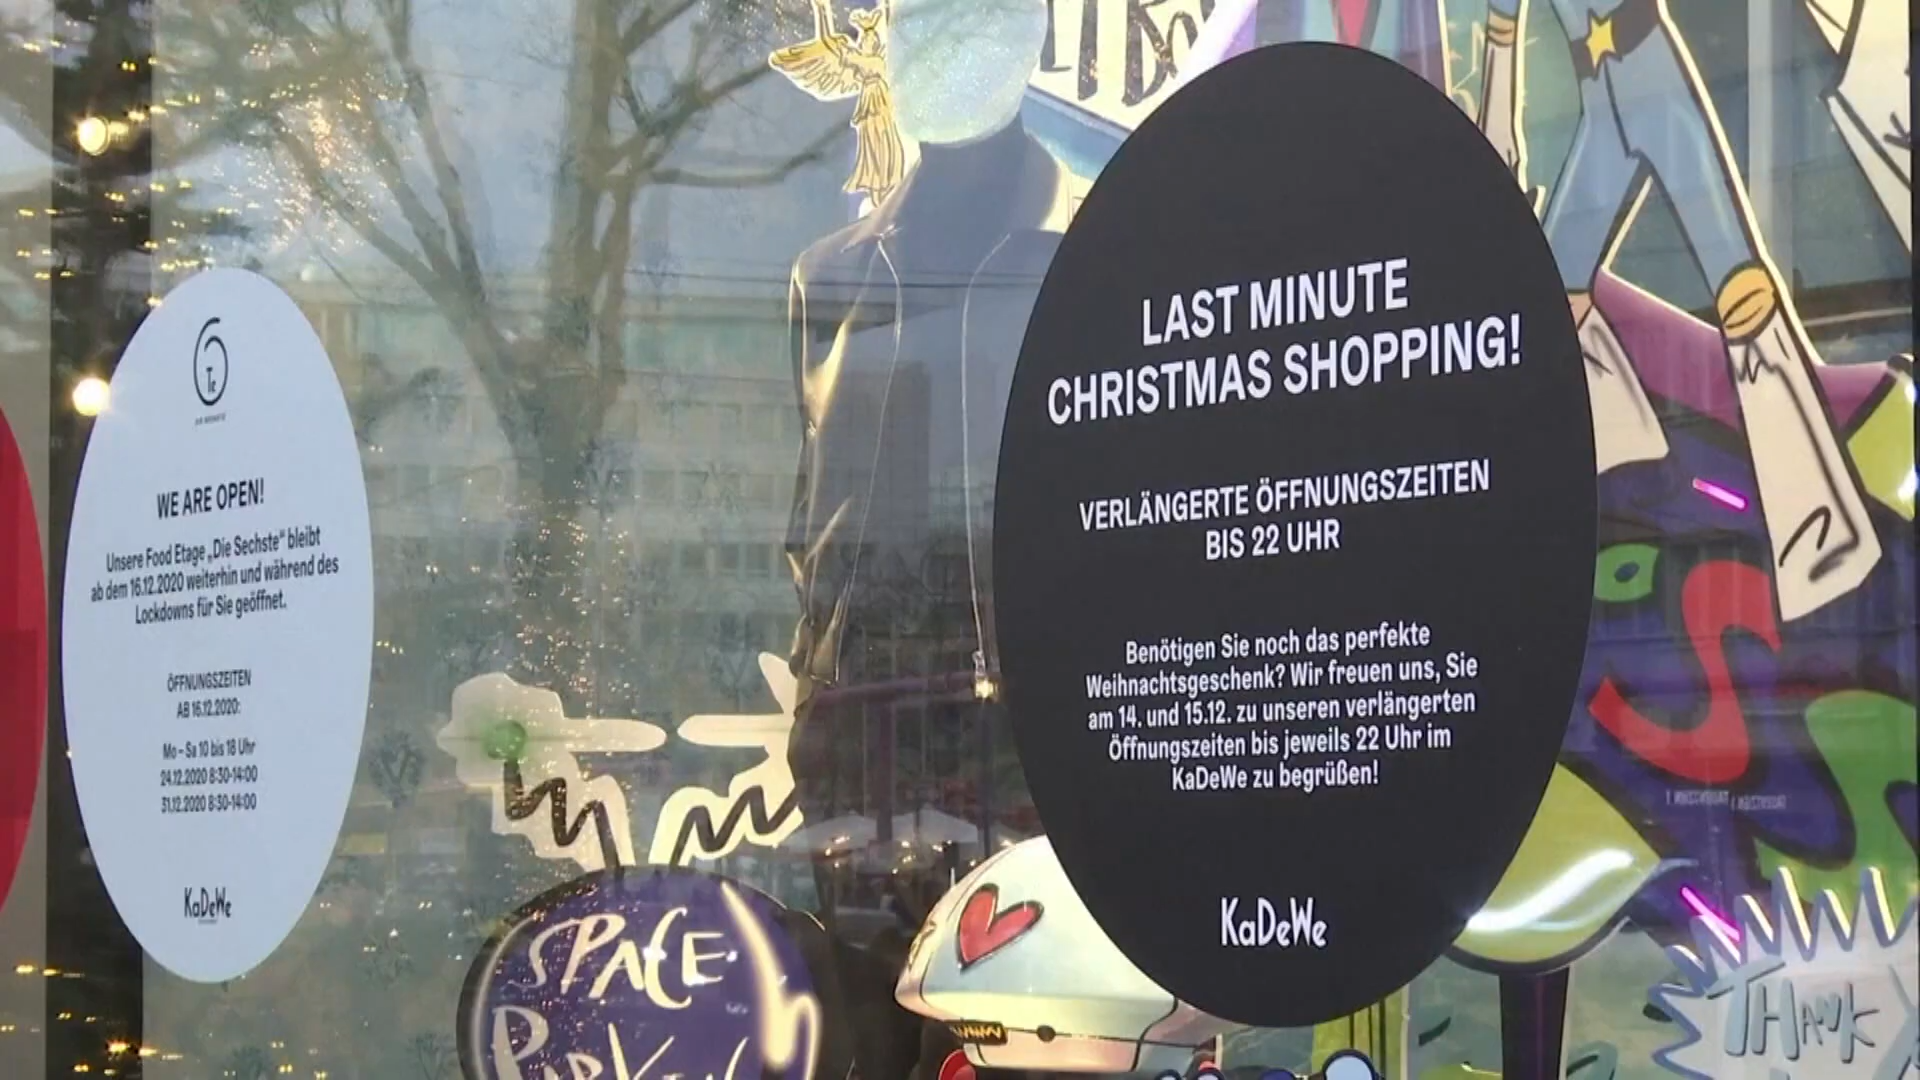 Te
WE ARE OPEN!
Unsere Food Etage „Die Sechste“ bleibt
ab dem 16.12.2020 weiterhin und während des
Lockdowns für Sie geöffnet.
ÖFFNUNGSZEITEN
AB 16.12.2020:
Mo – Sa 10 bis 18 Uhr
24.12.2020 8:30-14:00
31.12.2020 8:30-14:00
KaDeWe
LAST MINUTE
CHRISTMAS SHOPPING!
VERLÄNGERTE ÖFFNUNGSZEITEN
BIS 22 UHR
Benötigen Sie noch das perfekte
Weihnachtsgeschenk? Wir freuen uns, Sie
am 14. und 15.12. zu unseren verlängerten
Öffnungszeiten bis jeweils 22 Uhr im
KaDeWe zu begrüßen!
KaDeWe
SPACE
THANK